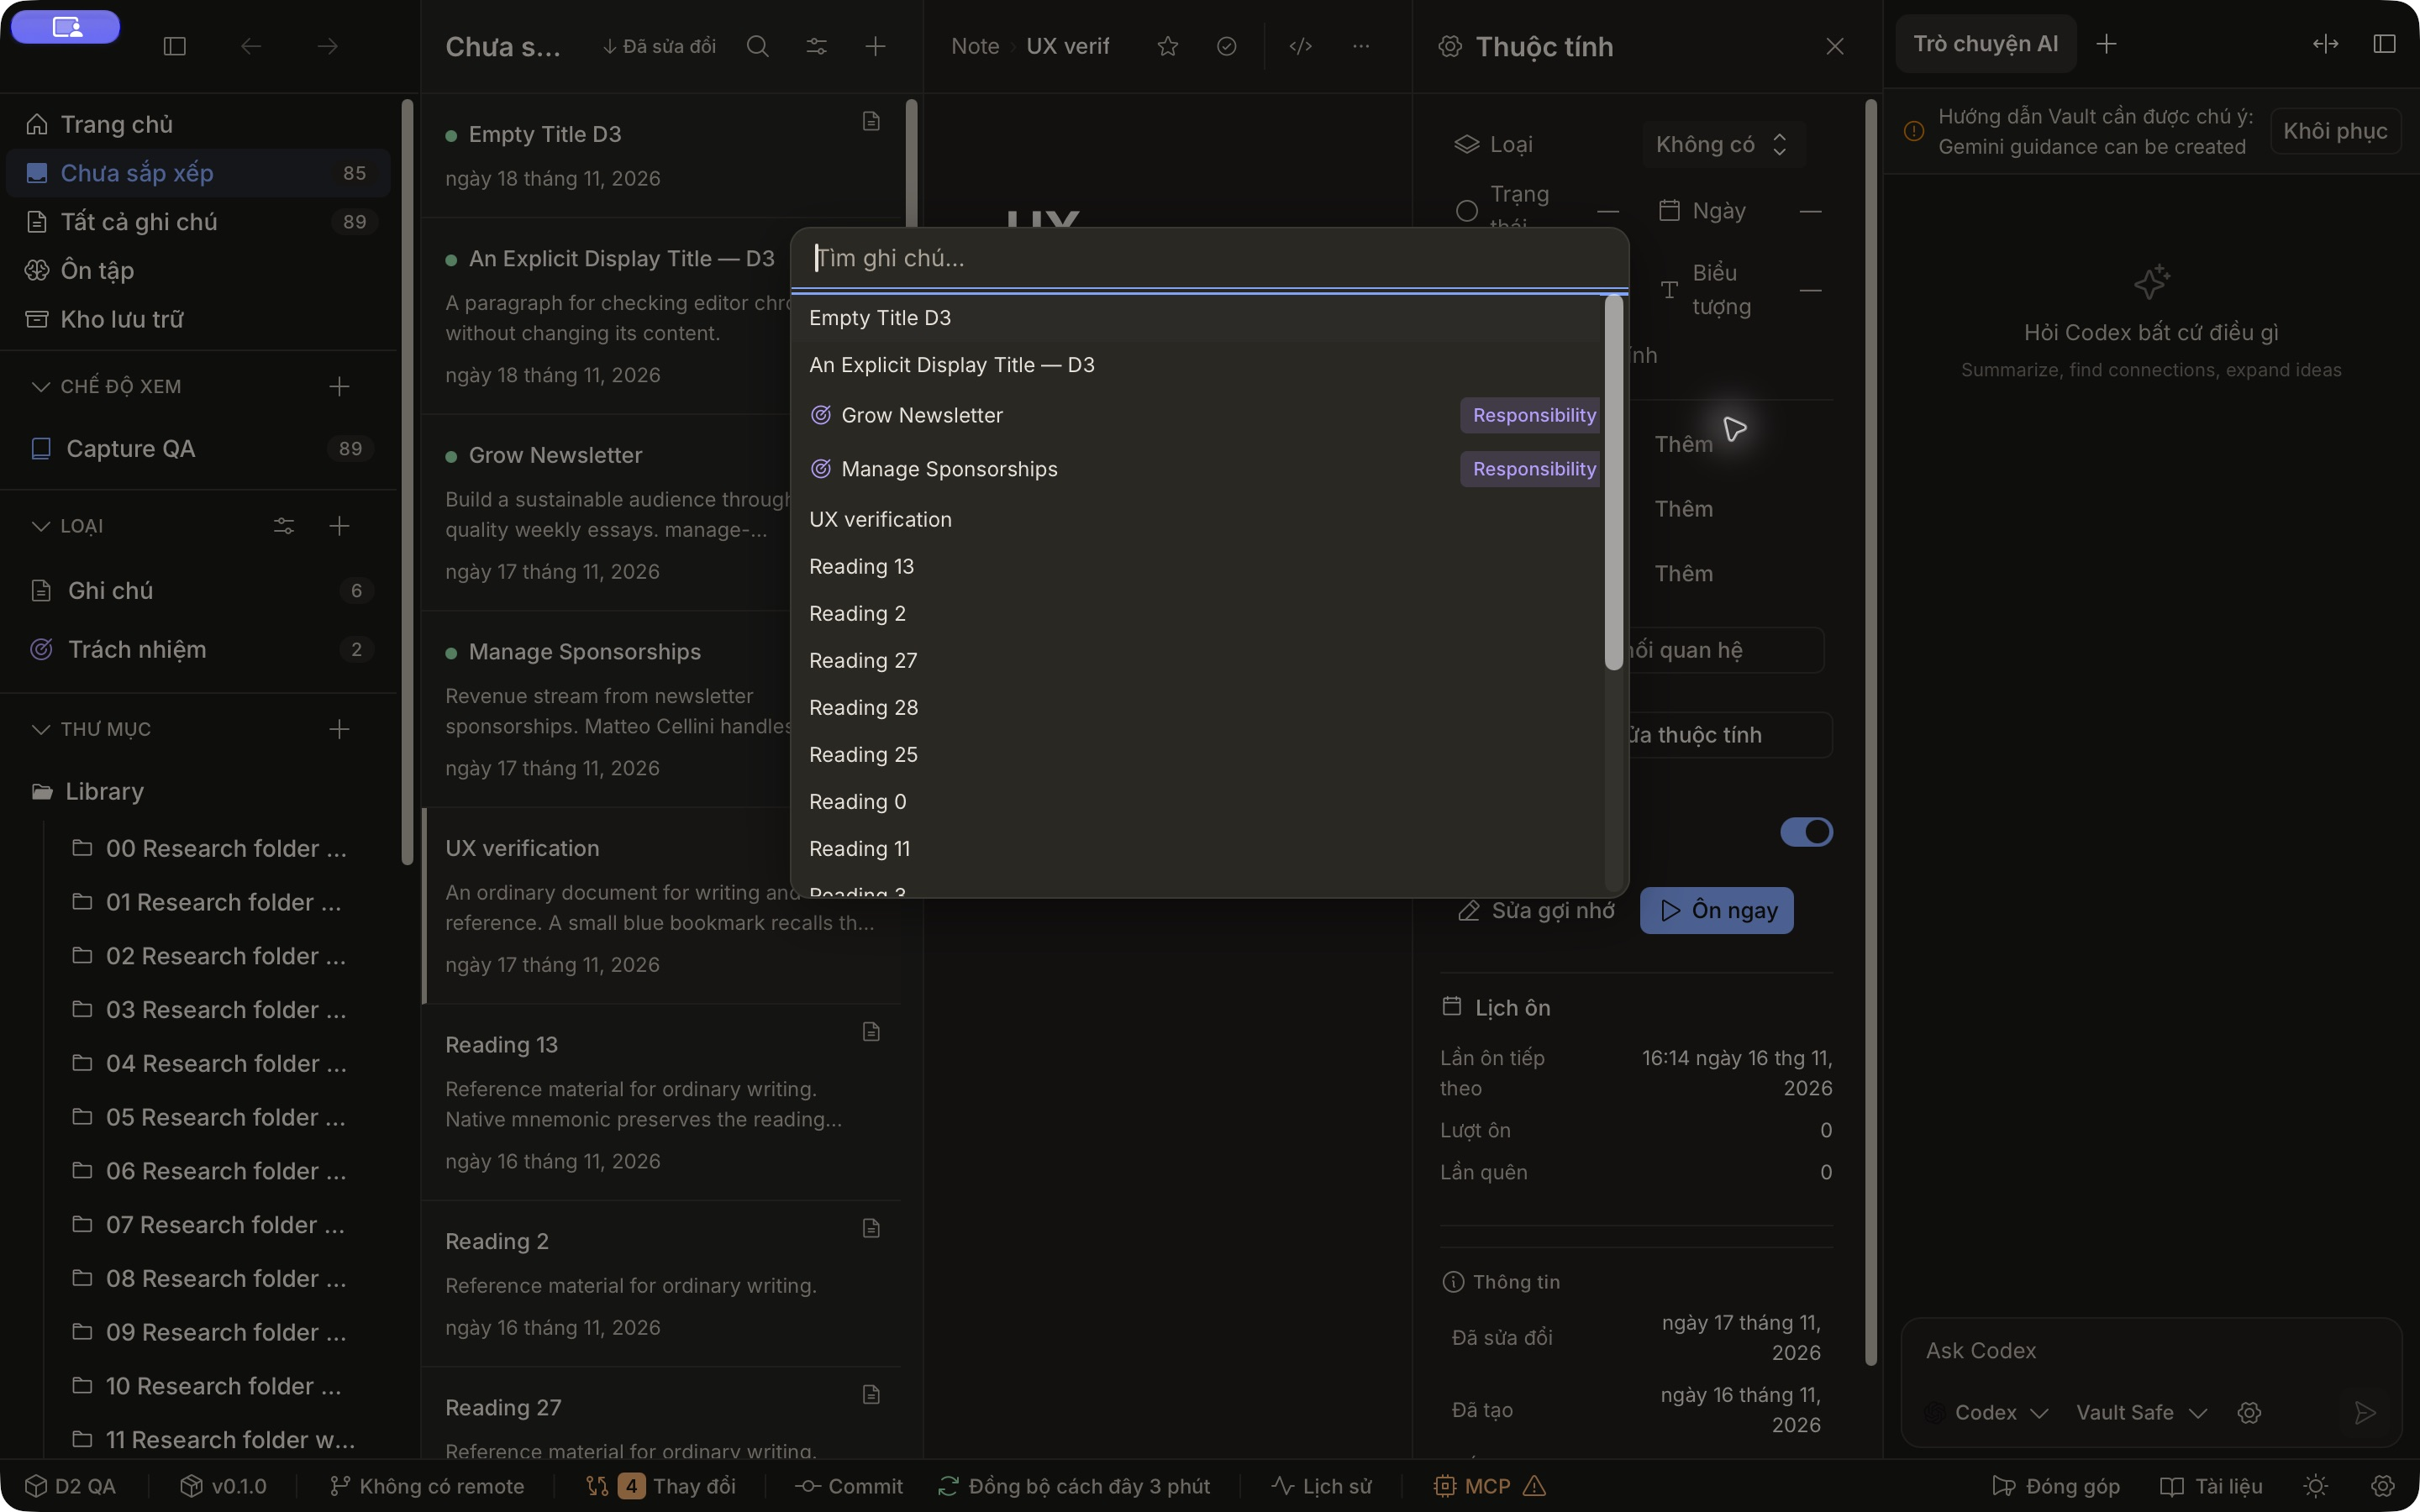 Chưa s...
Đã sửa đổi
Note
UX verif
Thuộc tính
Trò chuyện AI
Trang chủ
Chưa sắp xếp
85
Tất cả ghi chú
89
Ôn tập
Kho lưu trữ
CHẾ ĐỘ XEM
Capture QA
89
LOẠI
Ghi chú
6
Trách nhiệm
2
THƯ MỤC
Library
00 Research folder ...
01 Research folder ...
02 Research folder ...
03 Research folder ...
04 Research folder ...
05 Research folder ...
06 Research folder ...
07 Research folder ...
08 Research folder ...
09 Research folder ...
10 Research folder ...
11 Research folder w...
Empty Title D3
ngày 18 tháng 11, 2026
An Explicit Display Title — D3
A paragraph for checking editor chr
without changing its content.
ngày 18 tháng 11, 2026
Grow Newsletter
Build a sustainable audience through
quality weekly essays. manage-...
ngày 17 tháng 11, 2026
Manage Sponsorships
Revenue stream from newsletter
sponsorships. Matteo Cellini handles
ngày 17 tháng 11, 2026
UX verification
An ordinary document for writing and
reference. A small blue bookmark recalls th...
ngày 17 tháng 11, 2026
Reading 13
Reference material for ordinary writing.
Native mnemonic preserves the reading...
ngày 16 tháng 11, 2026
Reading 2
Reference material for ordinary writing.
ngày 16 tháng 11, 2026
Reading 27
Reference material for ordinary writing.
UX
Tìm ghi chú...
Empty Title D3
An Explicit Display Title — D3
Grow Newsletter
Responsibility
Manage Sponsorships
Responsibility
UX verification
Reading 13
Reading 2
Reading 27
Reading 28
Reading 25
Reading 0
Reading 11
Reading 3
Loại
Không có
Trạng
thái
—
Ngày
—
Biểu
tượng
—
Thêm
Thêm
Thêm
quan hệ
thuộc tính
Sửa gợi nhớ
Ôn ngay
Lịch ôn
Lần ôn tiếp
theo
16:14 ngày 16 thg 11,
2026
Lượt ôn
0
Lần quên
0
Thông tin
Đã sửa đổi
ngày 17 tháng 11,
2026
Đã tạo
ngày 16 tháng 11,
2026
Hướng dẫn Vault cần được chú ý:
Gemini guidance can be created
Khôi phục
Hỏi Codex bất cứ điều gì
Summarize, find connections, expand ideas
Ask Codex
Codex
Vault Safe
D2 QA
v0.1.0
Không có remote
4 Thay đổi
Commit
Đồng bộ cách đây 3 phút
Lịch sử
MCP
Đóng góp
Tài liệu